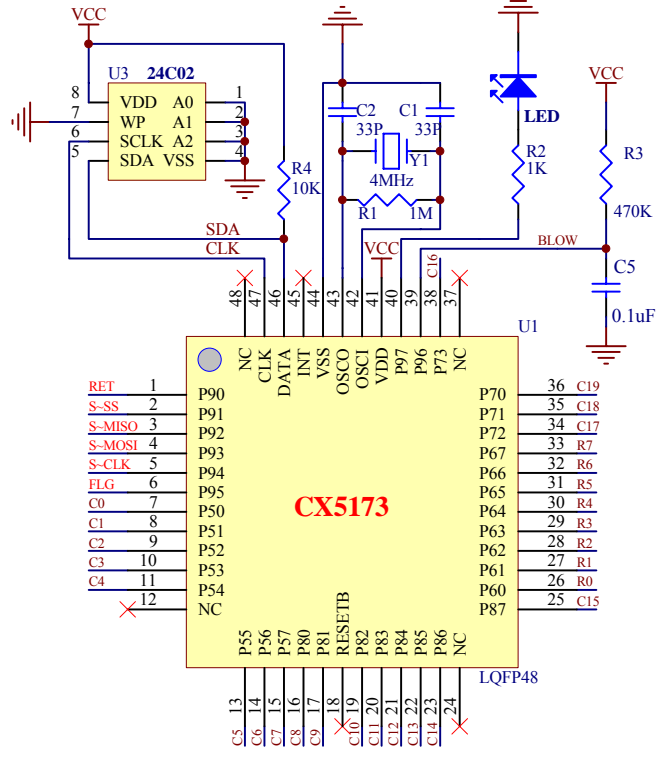 VCC
U3 24C02
8 VDD A0 1
7 WP A1 2
6 SCLK A2 3
5 SDA VSS 4
R4
10K
SDA
CLK
C2
33P
C1
33P
Y1
4MHz
R1 1M
VCC
LED
R2
1K
VCC
R3
470K
BLOW
C16
C5
0.1uF
48 47 46 45 44 43 42 41 40 39 38 37
NC CLK DATA INT VSS OSCO OSCI VDD P97 P96 P73 NC
U1
RET 1 P90
S~SS 2 P91
S~MISO 3 P92
S~MOSI 4 P93
S~CLK 5 P94
FLG 6 P95
C0 7 P50
C1 8 P51
C2 9 P52
C3 10 P53
C4 11 P54
12 NC
CX5173
P70 36 C19
P71 35 C18
P72 34 C17
P67 33 R7
P66 32 R6
P65 31 R5
P64 30 R4
P63 29 R3
P62 28 R2
P61 27 R1
P60 26 R0
P87 25 C15
P55 P56 P57 P80 P81 RESETB P82 P83 P84 P85 P86 NC
LQFP48
13 14 15 16 17 18 19 20 21 22 23 24
C5 C6 C7 C8 C9 C10 C11 C12 C13 C14